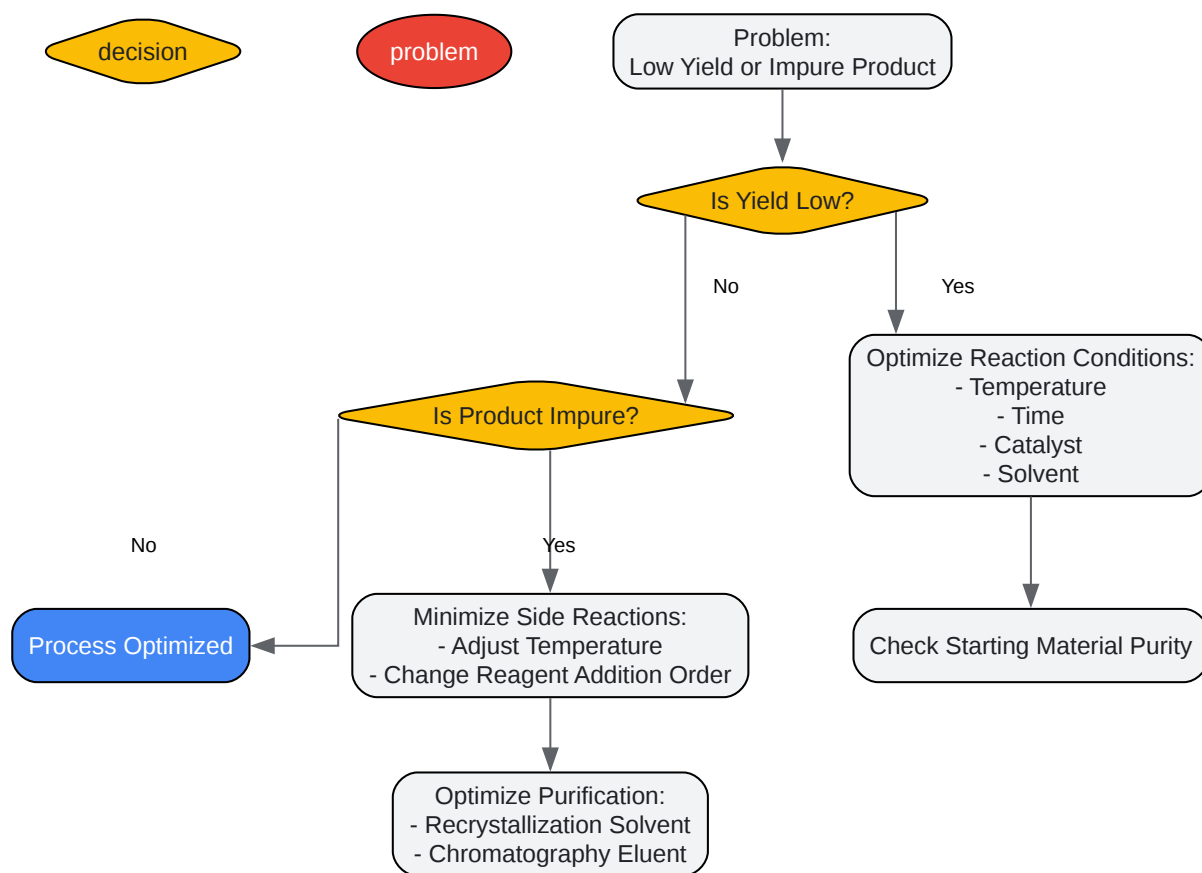 decision
problem
Problem:
Low Yield or Impure Product
Is Yield Low?
No
Yes
Optimize Reaction Conditions:
- Temperature
- Time
- Catalyst
- Solvent
Is Product Impure?
No
Yes
Process Optimized
Minimize Side Reactions:
- Adjust Temperature
- Change Reagent Addition Order
Check Starting Material Purity
Optimize Purification:
- Recrystallization Solvent
- Chromatography Eluent